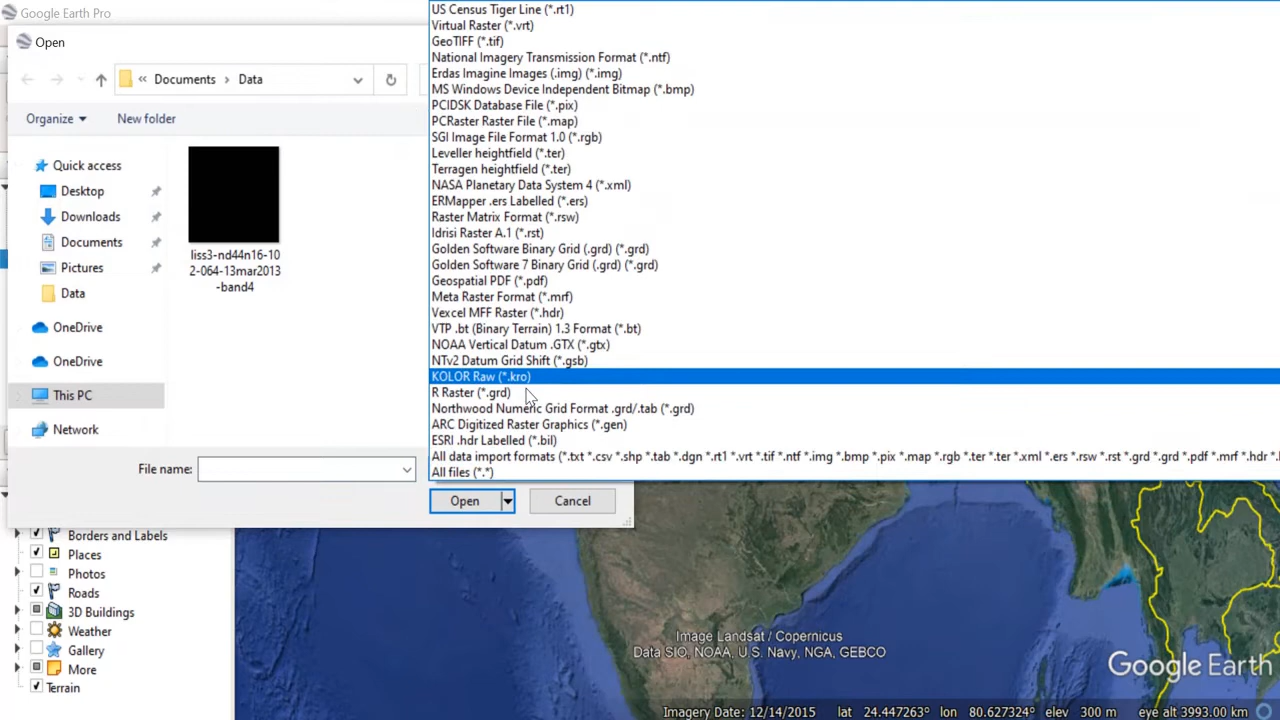 Google Earth Pro
Open
« Documents › Data
Organize
New folder
Quick access
Desktop
Downloads
Documents
Pictures
Data
OneDrive
OneDrive
This PC
Network
liss3-nd44n16-10
2-064-13mar2013
-band4
File name:
US Census Tiger Line (*.rt1)
Virtual Raster (*.vrt)
GeoTIFF (*.tif)
National Imagery Transmission Format (*.ntf)
Erdas Imagine Images (.img) (*.img)
MS Windows Device Independent Bitmap (*.bmp)
PCIDSK Database File (*.pix)
PCRaster Raster File (*.map)
SGI Image File Format 1.0 (*.rgb)
Leveller heightfield (*.ter)
Terragen heightfield (*.ter)
NASA Planetary Data System 4 (*.xml)
ERMapper .ers Labelled (*.ers)
Raster Matrix Format (*.rsw)
Idrisi Raster A.1 (*.rst)
Golden Software Binary Grid (.grd) (*.grd)
Golden Software 7 Binary Grid (.grd) (*.grd)
Geospatial PDF (*.pdf)
Meta Raster Format (*.mrf)
Vexcel MFF Raster (*.hdr)
VTP .bt (Binary Terrain) 1.3 Format (*.bt)
NOAA Vertical Datum .GTX (*.gtx)
NTv2 Datum Grid Shift (*.gsb)
KOLOR Raw (*.kro)
R Raster (*.grd)
Northwood Numeric Grid Format .grd/.tab (*.grd)
ARC Digitized Raster Graphics (*.gen)
ESRI .hdr Labelled (*.bil)
All data import formats (*.txt *.csv *.shp *.tab *.dgn *.rt1 *.vrt *.tif *.ntf *.img *.bmp *.pix *.map *.rgb *.ter *.ter *.xml *.ers *.rsw *.rst *.grd *.grd *.pdf *.mrf *.hdr *.b
All files (*.*)
Open
Cancel
Borders and Labels
Places
Photos
Roads
3D Buildings
Weather
Gallery
More
Terrain
Image Landsat / Copernicus
Data SIO, NOAA, U.S. Navy, NGA, GEBCO
Google Earth
Imagery Date: 12/14/2015 lat 24.447263° lon 80.627324° elev 300 m eye alt 3993.00 km